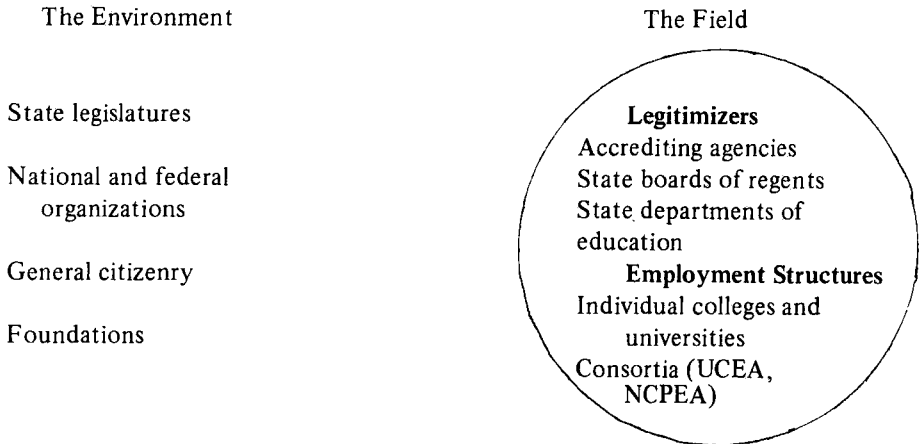 The Environment
State legislatures
National and federal
organizations
General citizenry
Foundations
The Field
Legitimizers
Accrediting agencies
State boards of regents
State departments of
education
Employment Structures
Individual colleges and
universities
Consortia (UCEA,
NCPEA)